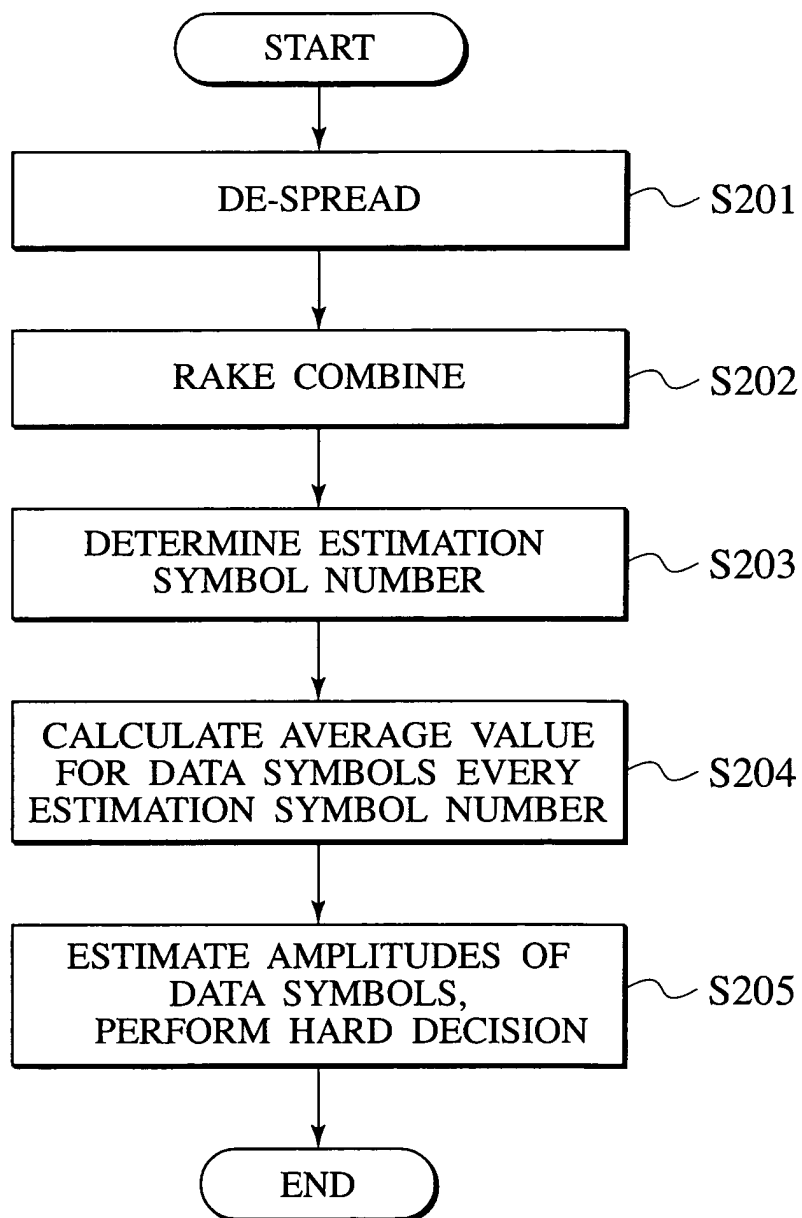 START
DE-SPREAD
S201
RAKE COMBINE
S202
DETERMINE ESTIMATION
SYMBOL NUMBER
S203
CALCULATE AVERAGE VALUE
FOR DATA SYMBOLS EVERY
ESTIMATION SYMBOL NUMBER
S204
ESTIMATE AMPLITUDES OF
DATA SYMBOLS,
PERFORM HARD DECISION
S205
END